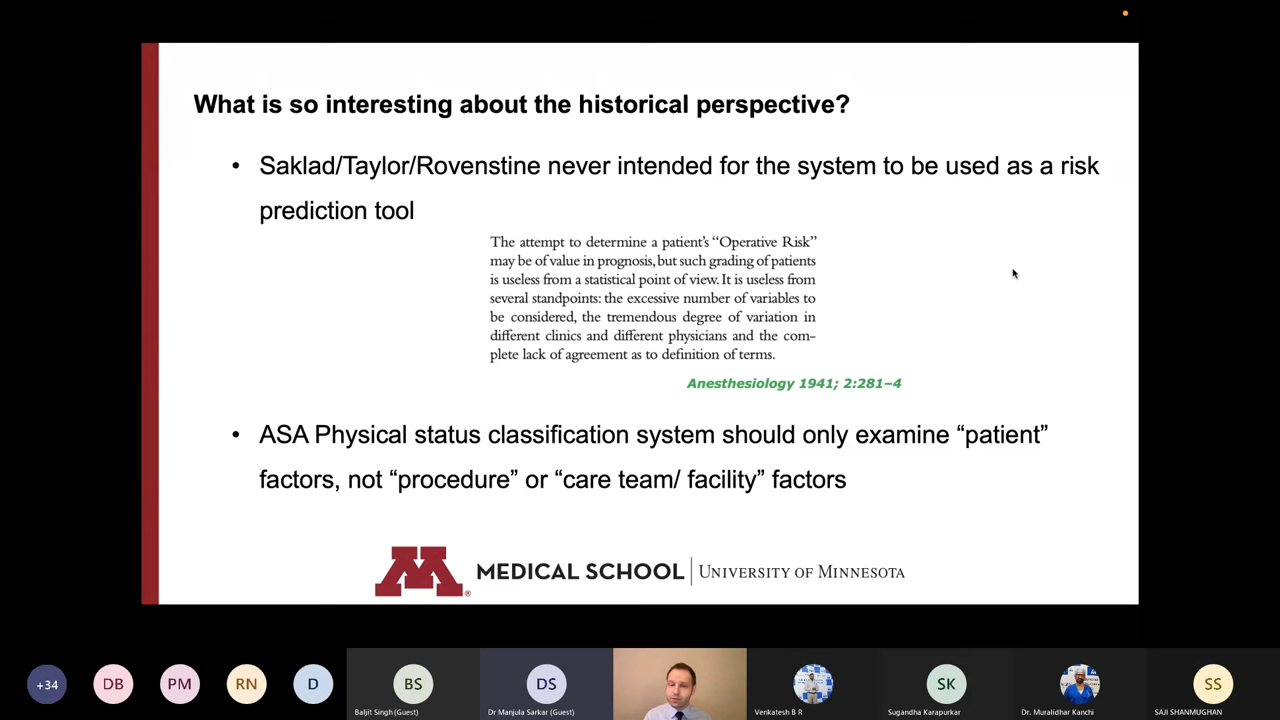 What is so interesting about the historical perspective?
• Saklad/Taylor/Rovenstine never intended for the system to be used as a risk
prediction tool
The attempt to determine a patient's “Operative Risk”
may be of value in prognosis, but such grading of patients
is useless from a statistical point of view. It is useless from
several standpoints: the excessive number of variables to
be considered, the tremendous degree of variation in
different clinics and different physicians and the com-
plete lack of agreement as to definition of terms.
Anesthesiology 1941; 2:281–4
• ASA Physical status classification system should only examine “patient”
factors, not “procedure” or “care team/ facility” factors
M® MEDICAL SCHOOL | UNIVERSITY OF MINNESOTA
+34 DB PM RN D BS DS SK SS
Baljit Singh (Guest) Dr Manjula Sarkar (Guest) Venkatesh B R Sugandha Karapurkar Dr. Muralidhar Kanchi SAJI SHANMUGHAN